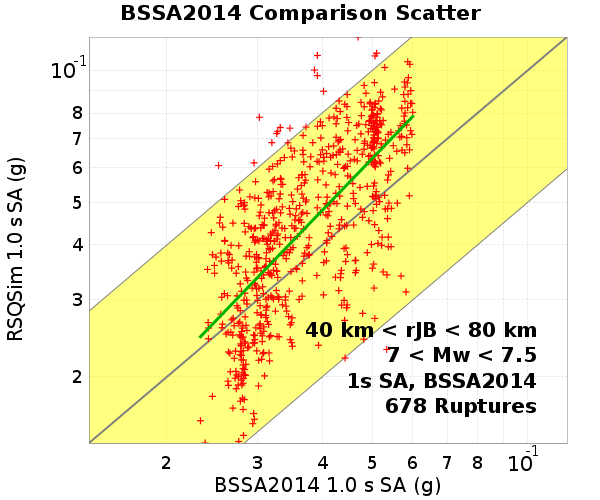 BSSA2014 Comparison Scatter
RSQSim 1.0 s SA (g)
10⁻¹
8
7
6
5
4
3
2
40 km < rJB < 80 km
7 < Mw < 7.5
1s SA, BSSA2014
678 Ruptures
2 3 4 5 6 7 8 10⁻¹
BSSA2014 1.0 s SA (g)